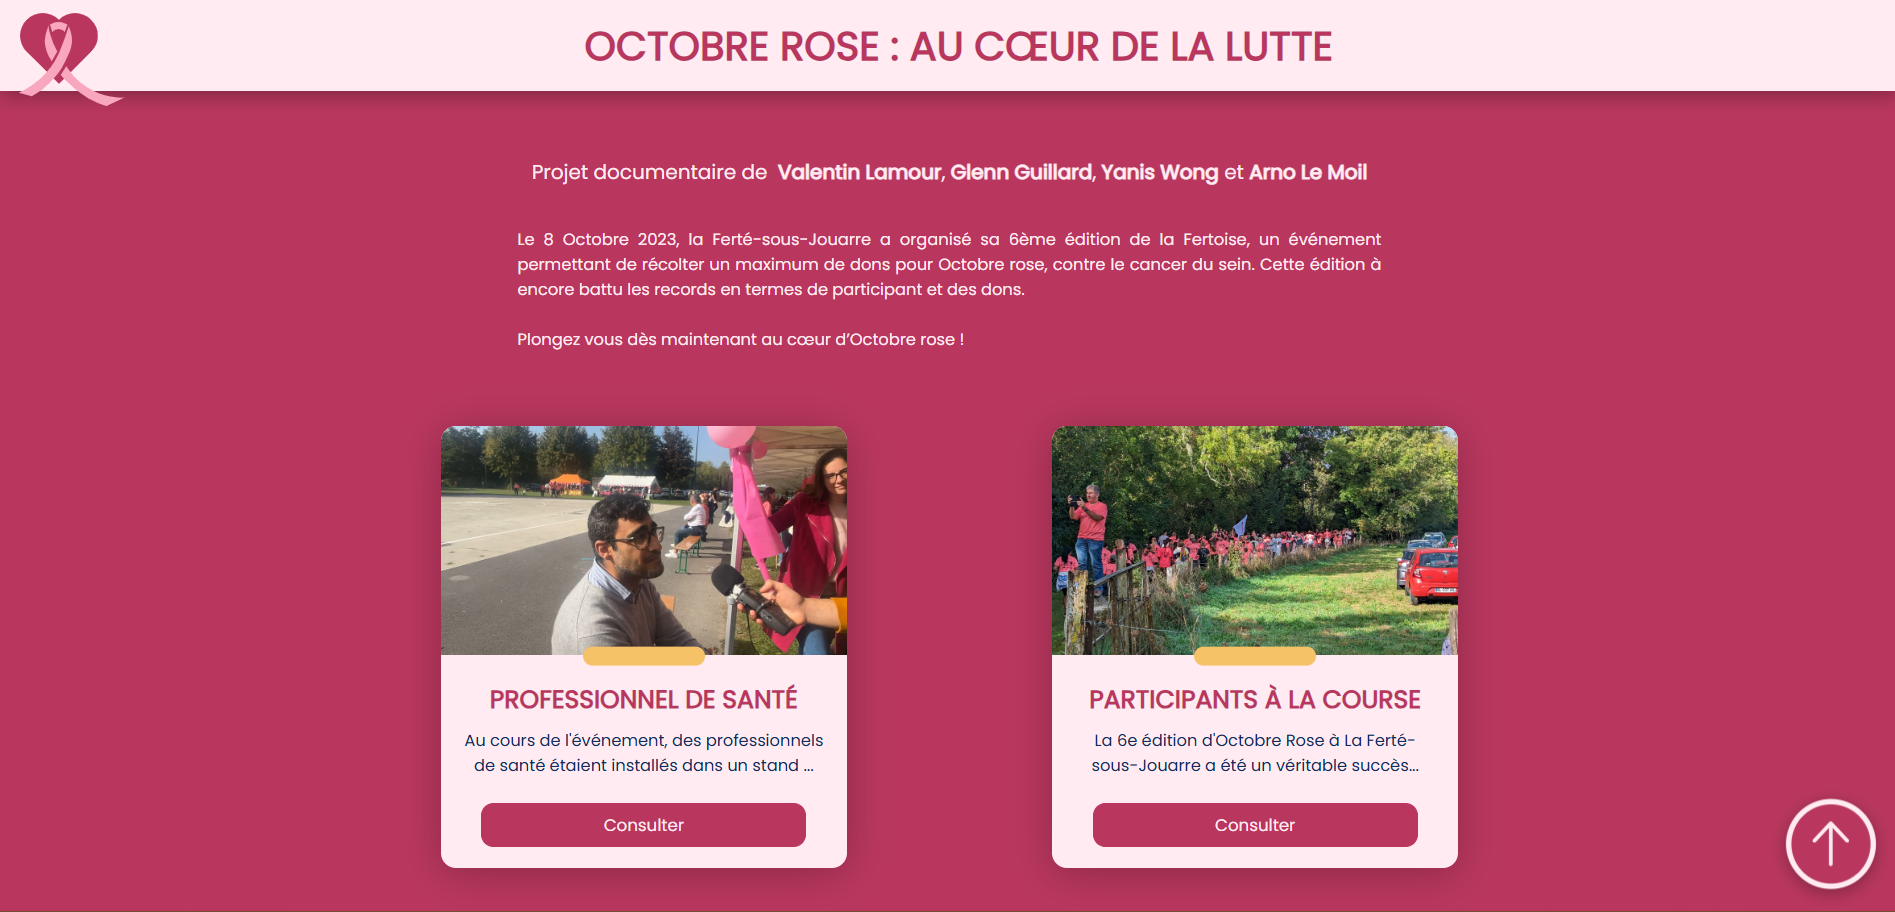 OCTOBRE ROSE : AU CŒUR DE LA LUTTE
Projet documentaire de Valentin Lamour, Glenn Guillard, Yanis Wong et Arno Le Moil
Le 8 Octobre 2023, la Ferté-sous-Jouarre a organisé sa 6ème édition de la Fertoise, un événement
permettant de récolter un maximum de dons pour Octobre rose, contre le cancer du sein. Cette édition à
encore battu les records en termes de participant et des dons.
Plongez vous dès maintenant au cœur d’Octobre rose !
PROFESSIONNEL DE SANTÉ
Au cours de l'événement, des professionnels
de santé étaient installés dans un stand ...
Consulter
PARTICIPANTS À LA COURSE
La 6e édition d'Octobre Rose à La Ferté-
sous-Jouarre a été un véritable succès...
Consulter